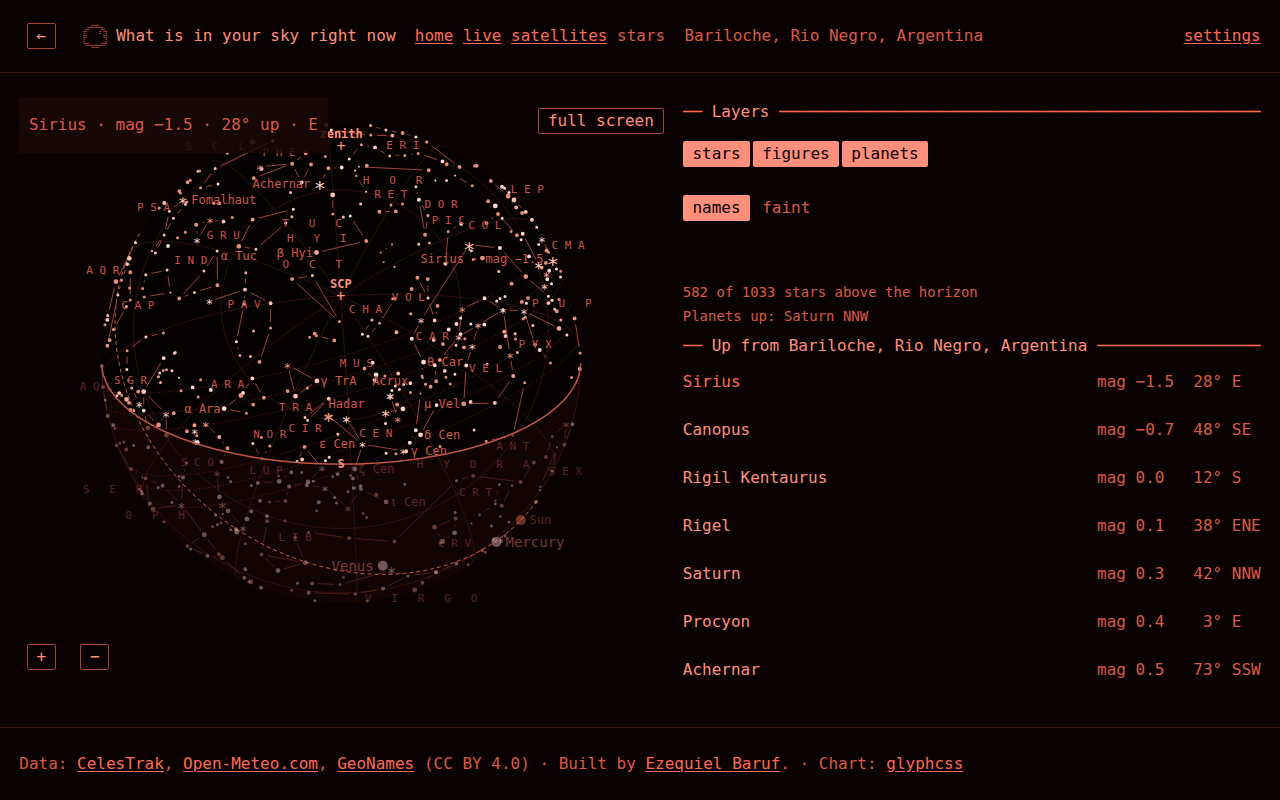 ← What is in your sky right now home live satellites stars Bariloche, Rio Negro, Argentina settings
Sirius · mag −1.5 · 28° up · E
full screen
zenith
S C L
P H E
E R I
Achernar
H O R
R E T
L E P
P S A
Fomalhaut
D O R
P I C
C O L
T U C
G R U
H Y I
β Hyi
O C T
α Tuc
I N D
Sirius · mag −1.5
C M A
A Q R
SCP
C A P
P A V
V O L
C H A
P U P
C A R
P Y X
M U S
θ Car
V E L
S G R
A R A
γ TrA
Acrux
α Ara
T R A
Hadar
μ Vel
N O R
C I R
C E N
δ Cen
ε Cen
γ Cen
A N T
S
S C O
L U P
ζ Cen
H Y D R A
S E X
S E R
C R T
ι Cen
O P H
Sun
L I B
C R V
Mercury
Venus
V I R G O
+ −
Layers
stars figures planets
names faint
582 of 1033 stars above the horizon
Planets up: Saturn NNW
Up from Bariloche, Rio Negro, Argentina
Sirius mag −1.5 28° E
Canopus mag −0.7 48° SE
Rigil Kentaurus mag 0.0 12° S
Rigel mag 0.1 38° ENE
Saturn mag 0.3 42° NNW
Procyon mag 0.4 3° E
Achernar mag 0.5 73° SSW
Data: CelesTrak, Open-Meteo.com, GeoNames (CC BY 4.0) · Built by Ezequiel Baruf. · Chart: glyphcss